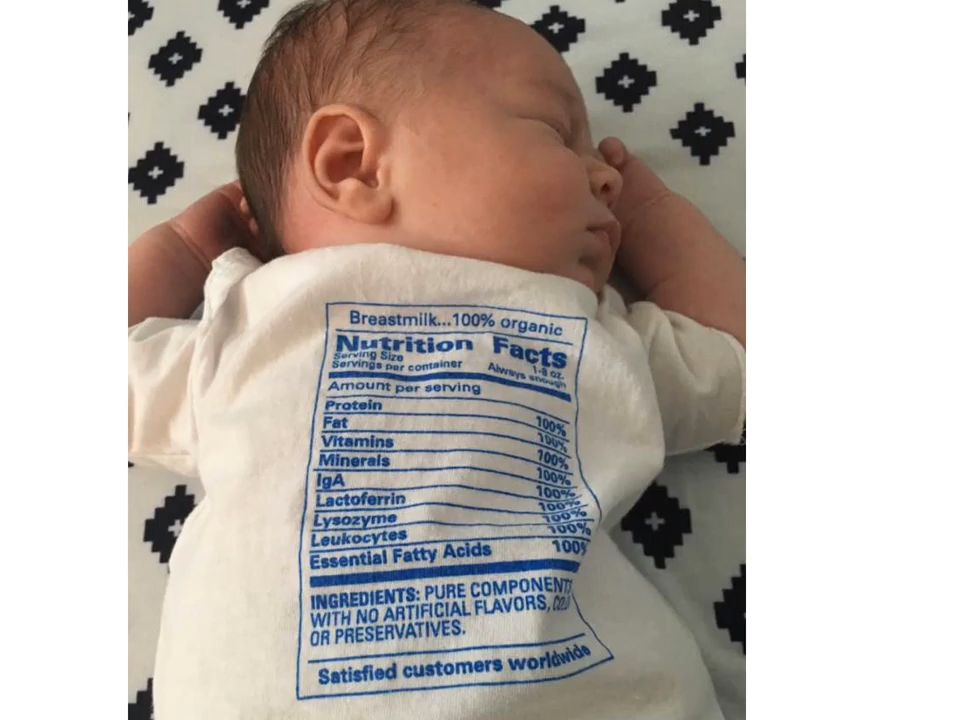 Breastmilk...100% organic
Nutrition Facts
Serving Size 1-8 oz.
Servings per container Always enough
Amount per serving
Protein 100%
Fat 100%
Vitamins 100%
Minerals 100%
IgA 100%
Lactoferrin 100%
Lysozyme 100%
Leukocytes 100%
Essential Fatty Acids 100%
INGREDIENTS: PURE COMPONENTS
WITH NO ARTIFICIAL FLAVORS,
OR PRESERVATIVES.
Satisfied customers worldwide